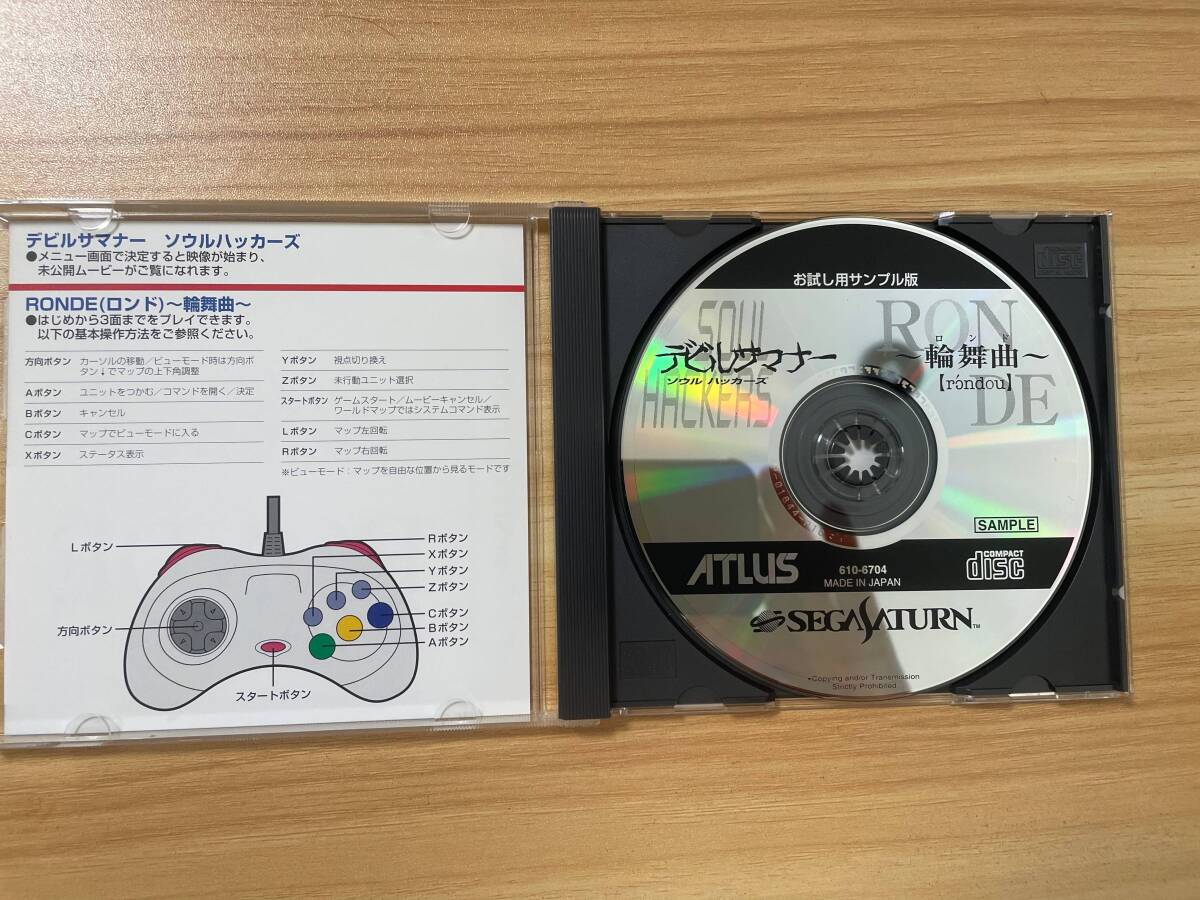 デビルサマナー ソウルハッカーズ
●メニュー画面で決定すると映像が始まり、
未公開ムービーがご覧になれます。
RONDE(ロンド)～輪舞曲～
●はじめから3面までをプレイできます。
以下の基本操作方法をご参照ください。
方向ボタン カーソルの移動／ビューモード時は方向ボ
タン↓でマップの上下角調整
Aボタン ユニットをつかむ／コマンドを開く／決定
Bボタン キャンセル
Cボタン マップでビューモードに入る
Xボタン ステータス表示
Yボタン 視点切り換え
Zボタン 未行動ユニット選択
スタートボタン ゲームスタート／ムービーキャンセル／
ワールドマップではシステムコマンド表示
Lボタン マップ左回転
Rボタン マップ右回転
※ビューモード：マップを自由な位置から見るモードです
Lボタン
方向ボタン
スタートボタン
Rボタン
Xボタン
Yボタン
Zボタン
Cボタン
Bボタン
Aボタン
お試し用サンプル版
SOUL
HACKERS
デビルサマナー
ソウル ハッカーズ
RON
DE
ロンド
～輪舞曲～
【róndou】
SAMPLE
ATLUS
610-6704
MADE IN JAPAN
COMPACT
disc
SEGASATURN™
•Copying and/or Transmission
Strictly Prohibited
disc